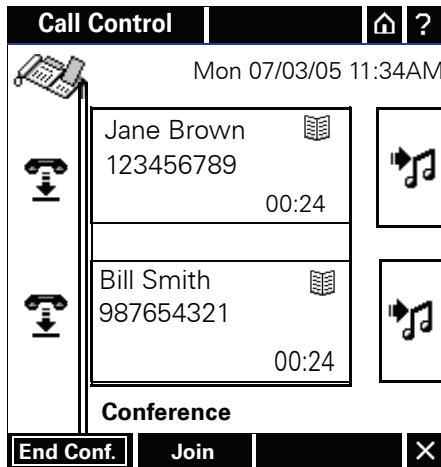 Call Control ?
Mon 07/03/05 11:34AM
Jane Brown
123456789
00:24
Bill Smith
987654321
00:24
Conference
End Conf. Join